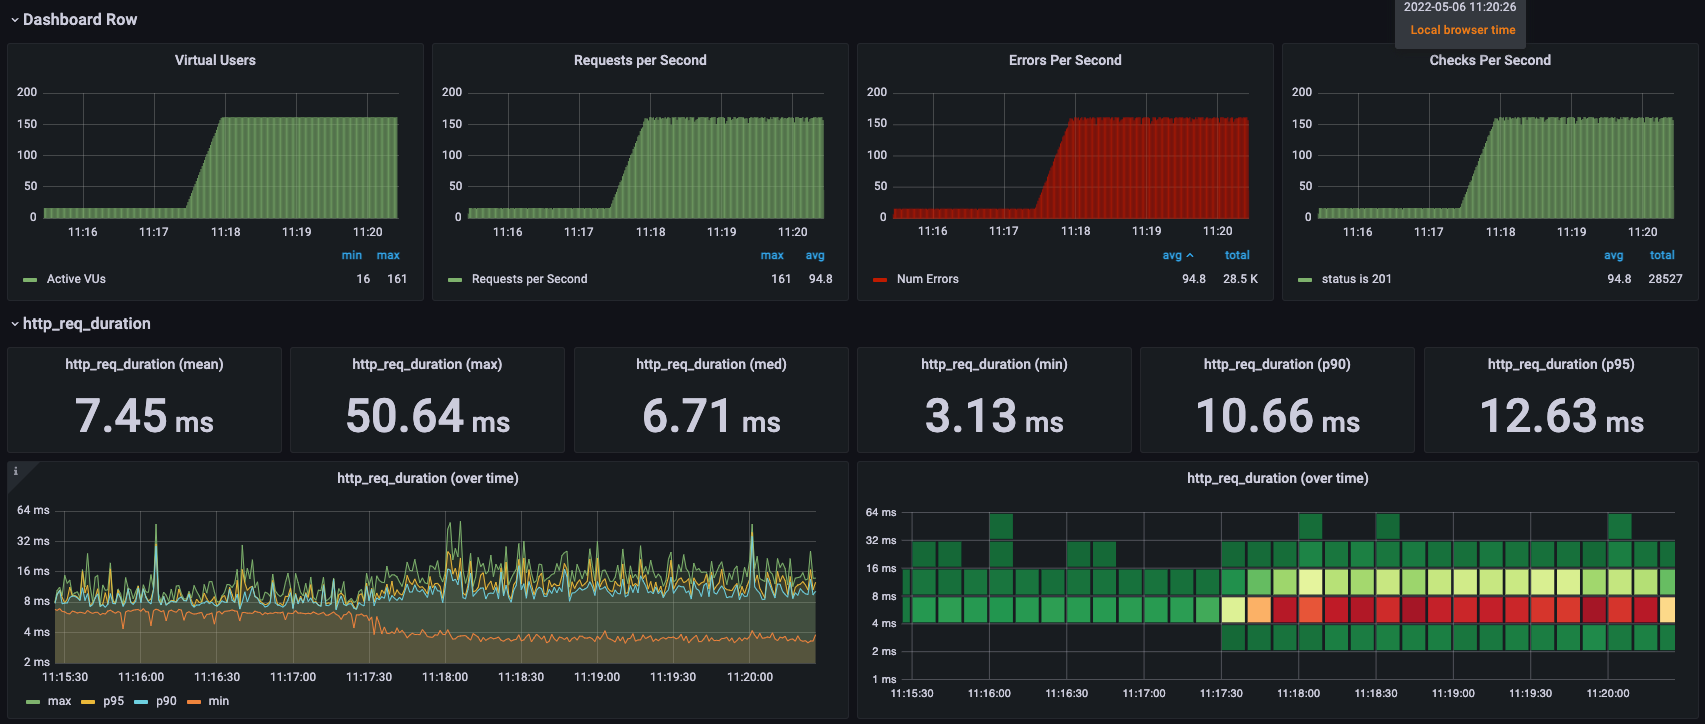 Dashboard Row
2022-05-06 11:20:26
Local browser time
Virtual Users
200
150
100
50
0
11:16 11:17 11:18 11:19 11:20
min max
Active VUs 16 161
Requests per Second
200
150
100
50
0
11:16 11:17 11:18 11:19 11:20
max avg
Requests per Second 161 94.8
Errors Per Second
200
150
100
50
0
11:16 11:17 11:18 11:19 11:20
avg total
Num Errors 94.8 28.5 K
Checks Per Second
200
150
100
50
0
11:16 11:17 11:18 11:19 11:20
avg total
status is 201 94.8 28527
http_req_duration
http_req_duration (mean)
7.45 ms
http_req_duration (max)
50.64 ms
http_req_duration (med)
6.71 ms
http_req_duration (min)
3.13 ms
http_req_duration (p90)
10.66 ms
http_req_duration (p95)
12.63 ms
i
http_req_duration (over time)
64 ms
32 ms
16 ms
8 ms
4 ms
2 ms
11:15:30 11:16:00 11:16:30 11:17:00 11:17:30 11:18:00 11:18:30 11:19:00 11:19:30 11:20:00
max p95 p90 min
http_req_duration (over time)
64 ms
32 ms
16 ms
8 ms
4 ms
2 ms
1 ms
11:15:30 11:16:00 11:16:30 11:17:00 11:17:30 11:18:00 11:18:30 11:19:00 11:19:30 11:20:00